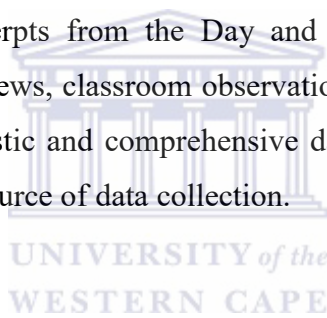 erpts from the Day and
ews, classroom observatio
stic and comprehensive d
urce of data collection.
UNIVERSITY of the
WESTERN CAPE